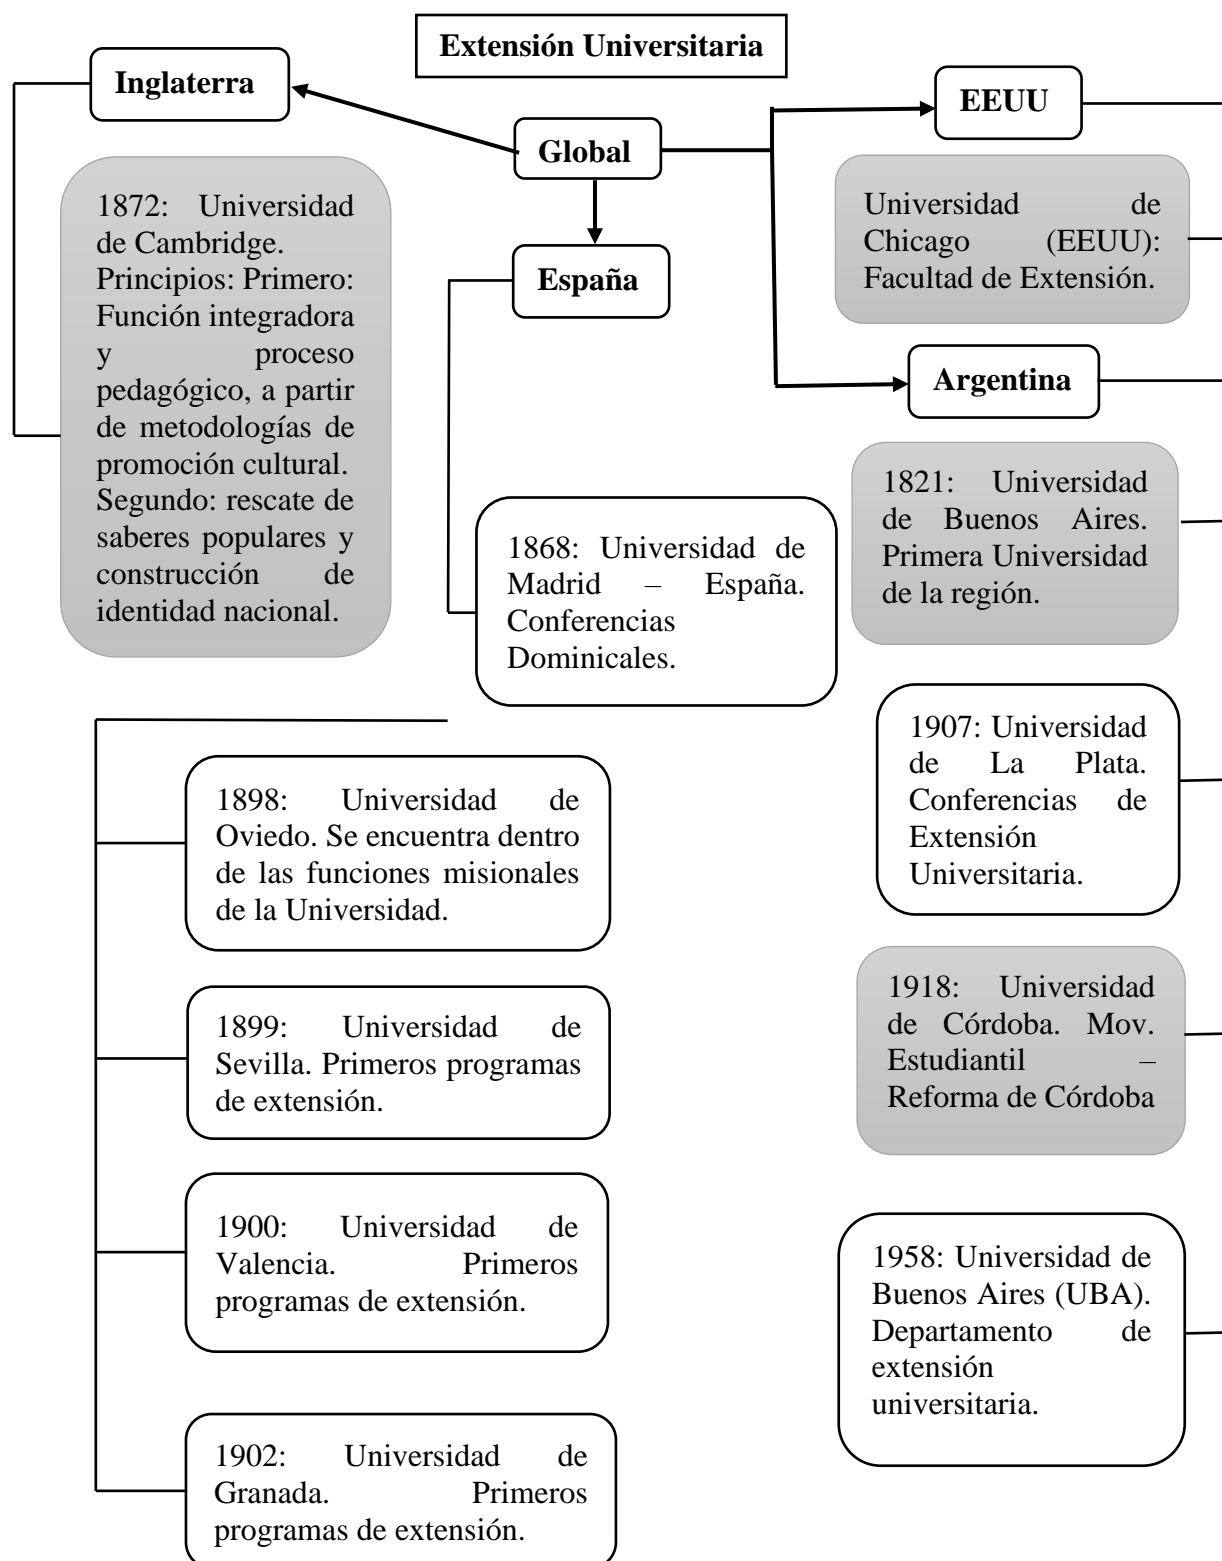 Extensión Universitaria
Inglaterra
EEUU
Global
España
Argentina
1872: Universidad
de Cambridge.
Principios: Primero:
Función integradora
y proceso
pedagógico, a partir
de metodologías de
promoción cultural.
Segundo: rescate de
saberes populares y
construcción de
identidad nacional.
Universidad de
Chicago (EEUU):
Facultad de Extensión.
1821: Universidad
de Buenos Aires.
Primera Universidad
de la región.
1868: Universidad de
Madrid – España.
Conferencias
Dominicales.
1907: Universidad
de La Plata.
Conferencias de
Extensión
Universitaria.
1898: Universidad de
Oviedo. Se encuentra dentro
de las funciones misionales
de la Universidad.
1918: Universidad
de Córdoba. Mov.
Estudiantil –
Reforma de Córdoba
1899: Universidad de
Sevilla. Primeros programas
de extensión.
1900: Universidad de
Valencia. Primeros
programas de extensión.
1958: Universidad de
Buenos Aires (UBA).
Departamento de
extensión
universitaria.
1902: Universidad de
Granada. Primeros
programas de extensión.